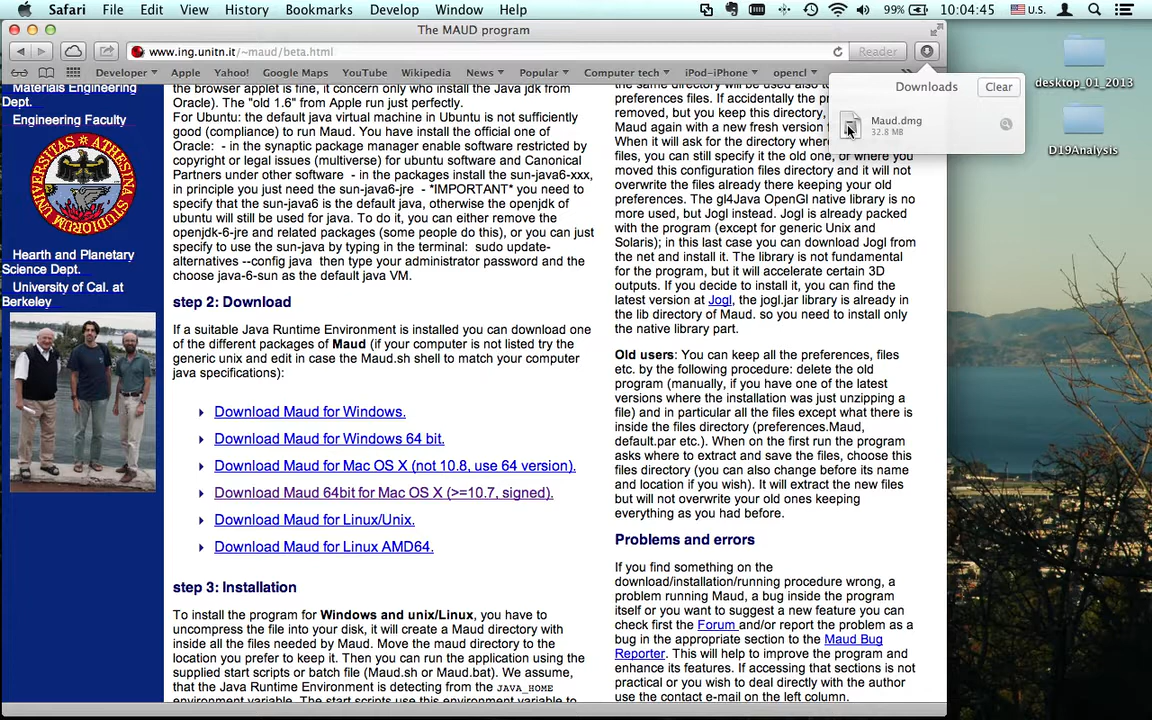 Safari File Edit View History Bookmarks Develop Window Help 99% 10:04:45 U.S.
The MAUD program
www.ing.unitn.it/~maud/beta.html Reader
Developer Apple Yahoo! Google Maps YouTube Wikipedia News Popular Computer tech iPod-iPhone opencl
Downloads Clear
Maud.dmg
32.8 MB
desktop_01_2013
D19Analysis
Materials Engineering
Dept.
Engineering Faculty
Hearth and Planetary
Science Dept.
University of Cal. at
Berkeley
the browser applet is fine, it concern only who install the Java jdk from
Oracle). The "old 1.6" from Apple run just perfectly.
For Ubuntu: the default java virtual machine in Ubuntu is not sufficiently
good (compliance) to run Maud. You have install the official one of
Oracle: - in the synaptic package manager enable software restricted by
copyright or legal issues (multiverse) for ubuntu software and Canonical
Partners under other software - in the packages install the sun-java6-xxx,
in principle you just need the sun-java6-jre - *IMPORTANT* you need to
specify that the sun-java6 is the default java, otherwise the openjdk of
ubuntu will still be used for java. To do it, you can either remove the
openjdk-6-jre and related packages (some people do this), or you can just
specify to use the sun-java by typing in the terminal: sudo update-
alternatives --config java then type your administrator password and the
choose java-6-sun as the default java VM.
step 2: Download
If a suitable Java Runtime Environment is installed you can download one
of the different packages of Maud (if your computer is not listed try the
generic unix and edit in case the Maud.sh shell to match your computer
java specifications):
Download Maud for Windows.
Download Maud for Windows 64 bit.
Download Maud for Mac OS X (not 10.8, use 64 version).
Download Maud 64bit for Mac OS X (>=10.7, signed).
Download Maud for Linux/Unix.
Download Maud for Linux AMD64.
step 3: Installation
To install the program for Windows and unix/Linux, you have to
uncompress the file into your disk, it will create a Maud directory with
inside all the files needed by Maud. Move the maud directory to the
location you prefer to keep it. Then you can run the application using the
supplied start scripts or batch file (Maud.sh or Maud.bat). We assume,
that the Java Runtime Environment is detecting from the JAVA_HOME
environment variable. The start scripts use this environment variable to
the same directory will be used also to
preferences files. If accidentally the
removed, but you keep this directory,
Maud again with a new fresh version
When it will ask for the directory where
files, you can still specify it the old one, or where you
moved this configuration files directory and it will not
overwrite the files already there keeping your old
preferences. The gl4Java OpenGl native library is no
more used, but Jogl instead. Jogl is already packed
with the program (except for generic Unix and
Solaris); in this last case you can download Jogl from
the net and install it. The library is not fundamental
for the program, but it will accelerate certain 3D
outputs. If you decide to install it, you can find the
latest version at Jogl, the jogl.jar library is already in
the lib directory of Maud. so you need to install only
the native library part.
Old users: You can keep all the preferences, files
etc. by the following procedure: delete the old
program (manually, if you have one of the latest
versions where the installation was just unzipping a
file) and in particular all the files except what there is
inside the files directory (preferences.Maud,
default.par etc.). When on the first run the program
asks where to extract and save the files, choose this
files directory (you can also change before its name
and location if you wish). It will extract the new files
but will not overwrite your old ones keeping
everything as you had before.
Problems and errors
If you find something on the
download/installation/running procedure wrong, a
problem running Maud, a bug inside the program
itself or you want to suggest a new feature you can
check first the Forum and/or report the problem as a
bug in the appropriate section to the Maud Bug
Reporter. This will help to improve the program and
enhance its features. If accessing that sections is not
practical or you wish to deal directly with the author
use the contact e-mail on the left column.